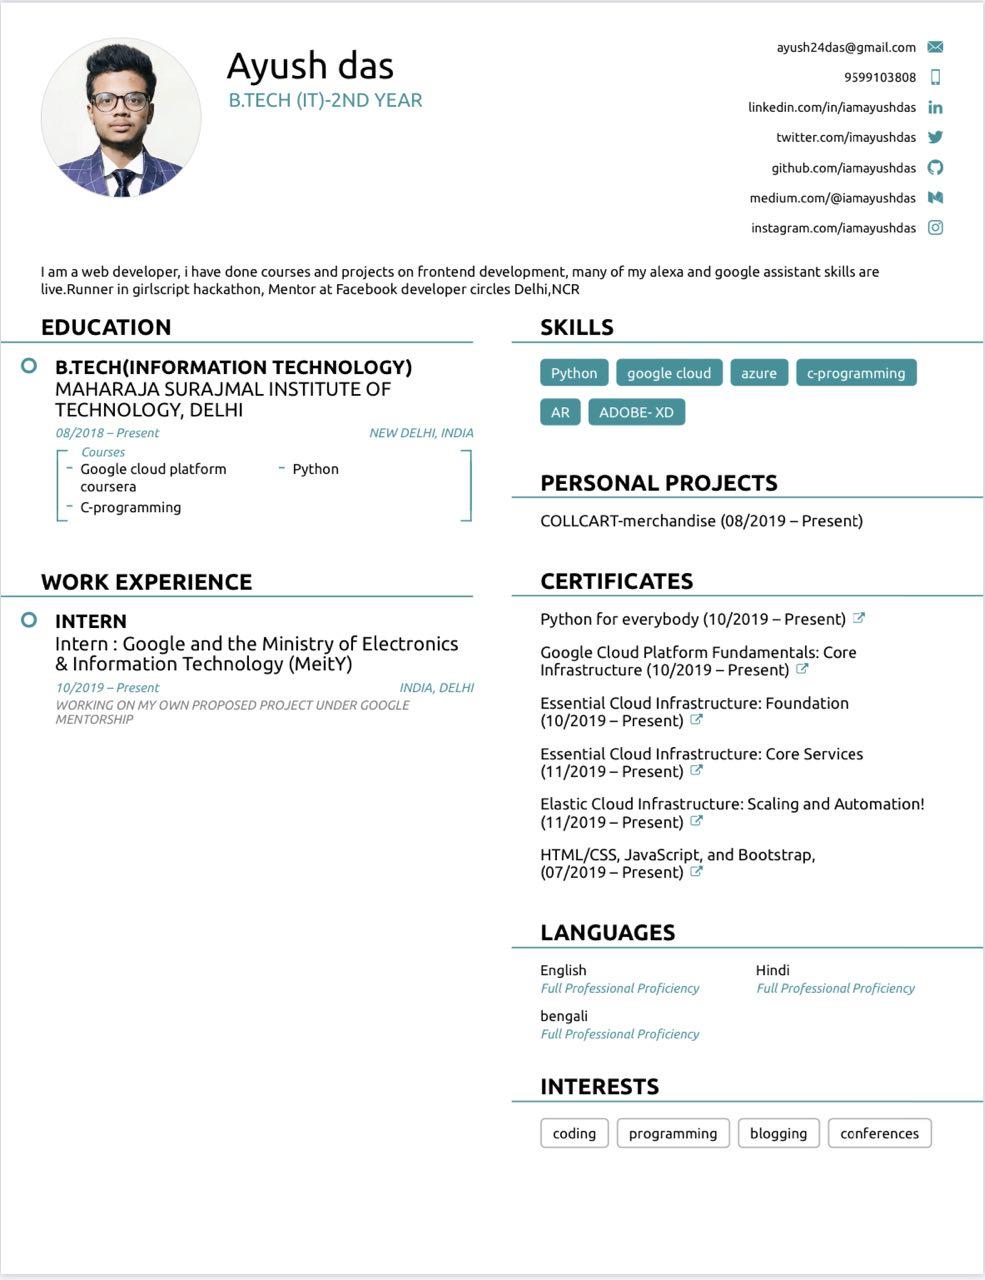 Ayush das
B.TECH (IT)-2ND YEAR
ayush24das@gmail.com
9599103808
linkedin.com/in/iamayushdas
twitter.com/imayushdas
github.com/iamayushdas
medium.com/@iamayushdas
instagram.com/iamayushdas
I am a web developer, i have done courses and projects on frontend development, many of my alexa and google assistant skills are
live.Runner in girlscript hackathon, Mentor at Facebook developer circles Delhi,NCR
EDUCATION
B.TECH(INFORMATION TECHNOLOGY)
MAHARAJA SURAJMAL INSTITUTE OF
TECHNOLOGY, DELHI
08/2018 – Present
NEW DELHI, INDIA
Courses
– Google cloud platform
coursera
– Python
– C-programming
WORK EXPERIENCE
INTERN
Intern : Google and the Ministry of Electronics
& Information Technology (MeitY)
10/2019 – Present
INDIA, DELHI
WORKING ON MY OWN PROPOSED PROJECT UNDER GOOGLE
MENTORSHIP
SKILLS
Python google cloud azure c-programming
AR ADOBE- XD
PERSONAL PROJECTS
COLLCART-merchandise (08/2019 – Present)
CERTIFICATES
Python for everybody (10/2019 – Present)
Google Cloud Platform Fundamentals: Core
Infrastructure (10/2019 – Present)
Essential Cloud Infrastructure: Foundation
(10/2019 – Present)
Essential Cloud Infrastructure: Core Services
(11/2019 – Present)
Elastic Cloud Infrastructure: Scaling and Automation!
(11/2019 – Present)
HTML/CSS, JavaScript, and Bootstrap,
(07/2019 – Present)
LANGUAGES
English
Full Professional Proficiency
Hindi
Full Professional Proficiency
bengali
Full Professional Proficiency
INTERESTS
coding programming blogging conferences